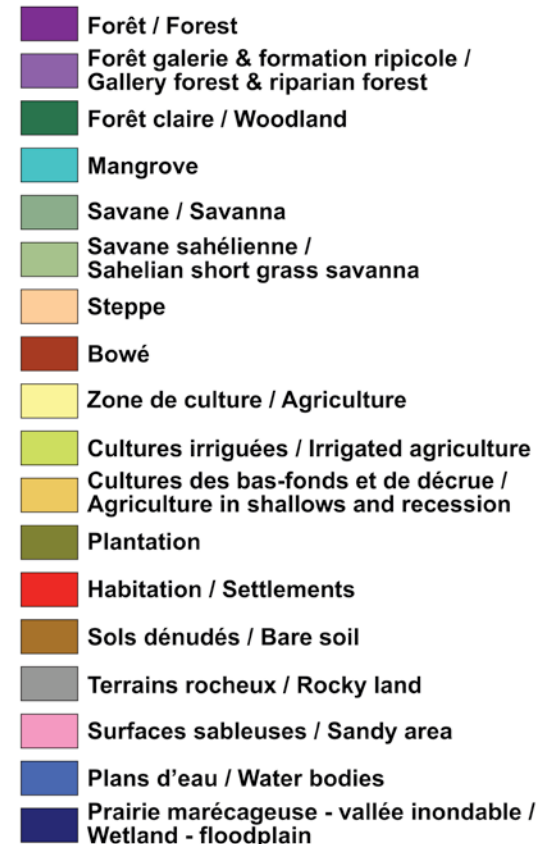 Forêt / Forest
Forêt galerie & formation ripicole /
Gallery forest & riparian forest
Forêt claire / Woodland
Mangrove
Savane / Savanna
Savane sahélienne /
Sahelian short grass savanna
Steppe
Bowé
Zone de culture / Agriculture
Cultures irriguées / Irrigated agriculture
Cultures des bas-fonds et de décrue /
Agriculture in shallows and recession
Plantation
Habitation / Settlements
Sols dénudés / Bare soil
Terrains rocheux / Rocky land
Surfaces sableuses / Sandy area
Plans d’eau / Water bodies
Prairie marécageuse - vallée inondable /
Wetland - floodplain